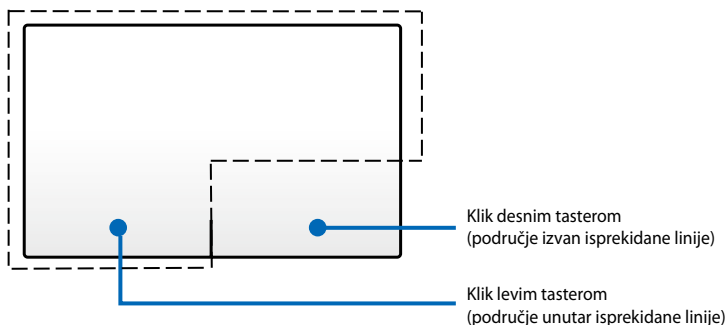 Klik desnim tasterom
(područje izvan isprekidane linije)
Klik levim tasterom
(područje unutar isprekidane linije)